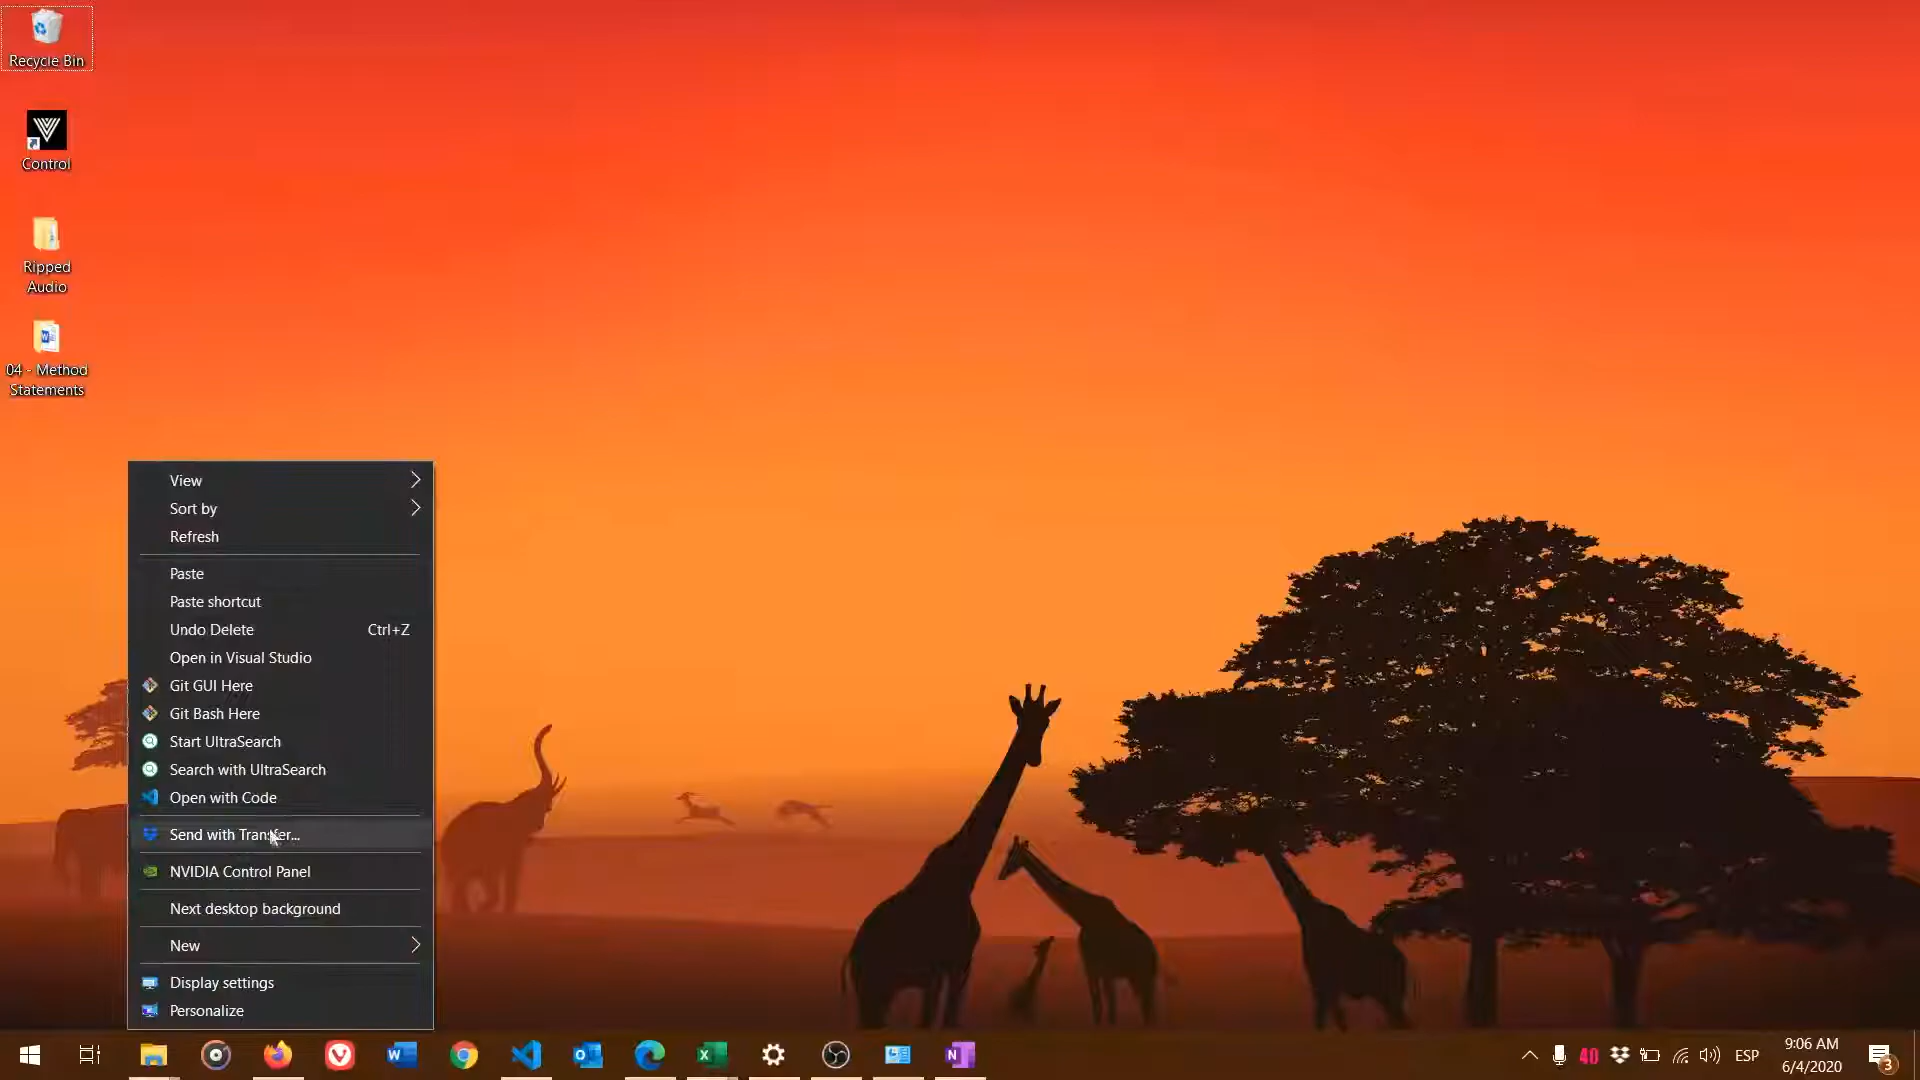 Recycle Bin
Control
Ripped
Audio
04 - Method
Statements
View
Sort by
Refresh
Paste
Paste shortcut
Undo Delete Ctrl+Z
Open in Visual Studio
Git GUI Here
Git Bash Here
Start UltraSearch
Search with UltraSearch
Open with Code
Send with Transfer...
NVIDIA Control Panel
Next desktop background
New
Display settings
Personalize
40
ESP
9:06 AM
6/4/2020
3